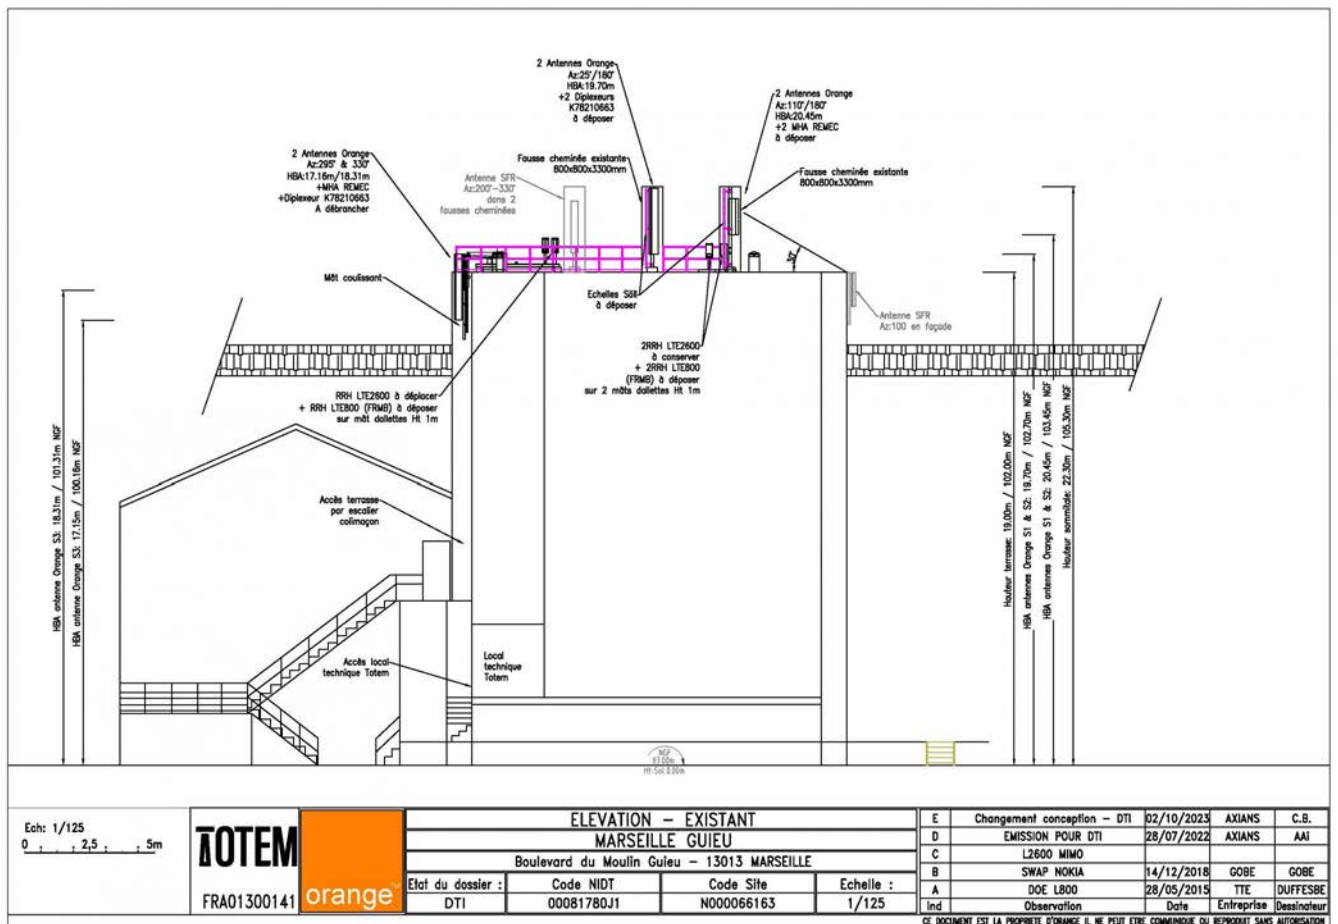 2 Antennes Orange
Az:25°/180°
HBA:19.70m
+2 Diplexeurs
K78210663
à déposer
2 Antennes Orange
Az:110°/180°
HBA:20.45m
+2 MHA REMEC
à déposer
2 Antennes Orange
Az:295° & 330°
HBA:17.16m/18.31m
+MHA REMEC
+Diplexeur K78210663
A débrancher
Antenne SFR
Az:200°-330°
dans 2
fausses cheminées
Fausse cheminée existante
800x800x3300mm
Fausse cheminée existante
800x800x3300mm
30°
Mât coulissant
Echelles Söll
à déposer
Antenne SFR
Az:100 en façade
2RRH LTE2600
à conserver
+ 2RRH LTE800
(FRMB) à déposer
sur 2 mâts dallettes Ht 1m
RRH LTE2600 à déplacer
+ RRH LTE800 (FRMB) à déposer
sur mât dallettes Ht 1m
HBA antenne Orange S3: 18.31m / 101.31m NGF
HBA antenne Orange S3: 17.15m / 100.16m NGF
Accès terrasse
par escalier
colimaçon
Accès local
technique Totem
Local
technique
Totem
Hauteur terrasse: 19.00m / 102.00m NGF
HBA antennes Orange S1 & S2: 19.70m / 102.70m NGF
HBA antennes Orange S1 & S2: 20.45m / 103.45m NGF
Hauteur sommitale: 22.30m / 105.30m NGF
NGF
83.00m
Ht Sol 0.00m
Ech: 1/125
0 2,5 5m
TOTEM
FRA01300141
orange™
ELEVATION - EXISTANT
MARSEILLE GUIEU
Boulevard du Moulin Guieu - 13013 MARSEILLE
Etat du dossier : Code NIDT Code Site Echelle :
DTI 00081780J1 N000066163 1/125
E Changement conception - DTI 02/10/2023 AXIANS C.B.
D EMISSION POUR DTI 28/07/2022 AXIANS AAI
C L2600 MIMO
B SWAP NOKIA 14/12/2018 GOBE GOBE
A DOE L800 28/05/2015 TTE DUFFESBE
Ind Observation Date Entreprise Dessinateur
CE DOCUMENT EST LA PROPRIETE D'ORANGE IL NE PEUT ETRE COMMUNIQUE OU REPRODUIT SANS AUTORISATION